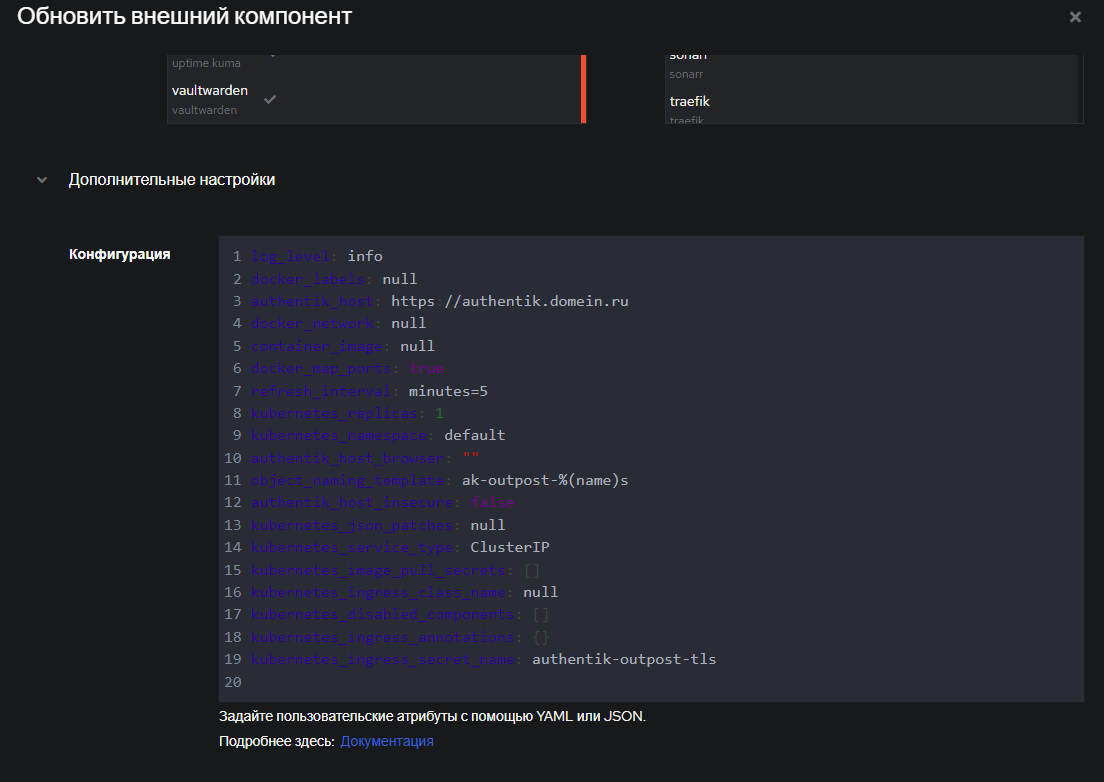 Обновить внешний компонент
uptime kuma
vaultwarden
vaultwarden
sonarr
sonarr
traefik
traefik
Дополнительные настройки
Конфигурация
1 log_level: info
2 docker_labels: null
3 authentik_host: https://authentik.domein.ru
4 docker_network: null
5 container_image: null
6 docker_map_ports: true
7 refresh_interval: minutes=5
8 kubernetes_replicas: 1
9 kubernetes_namespace: default
10 authentik_host_browser: ""
11 object_naming_template: ak-outpost-%(name)s
12 authentik_host_insecure: false
13 kubernetes_json_patches: null
14 kubernetes_service_type: ClusterIP
15 kubernetes_image_pull_secrets: []
16 kubernetes_ingress_class_name: null
17 kubernetes_disabled_components: []
18 kubernetes_ingress_annotations: {}
19 kubernetes_ingress_secret_name: authentik-outpost-tls
20
Задайте пользовательские атрибуты с помощью YAML или JSON.
Подробнее здесь: Документация